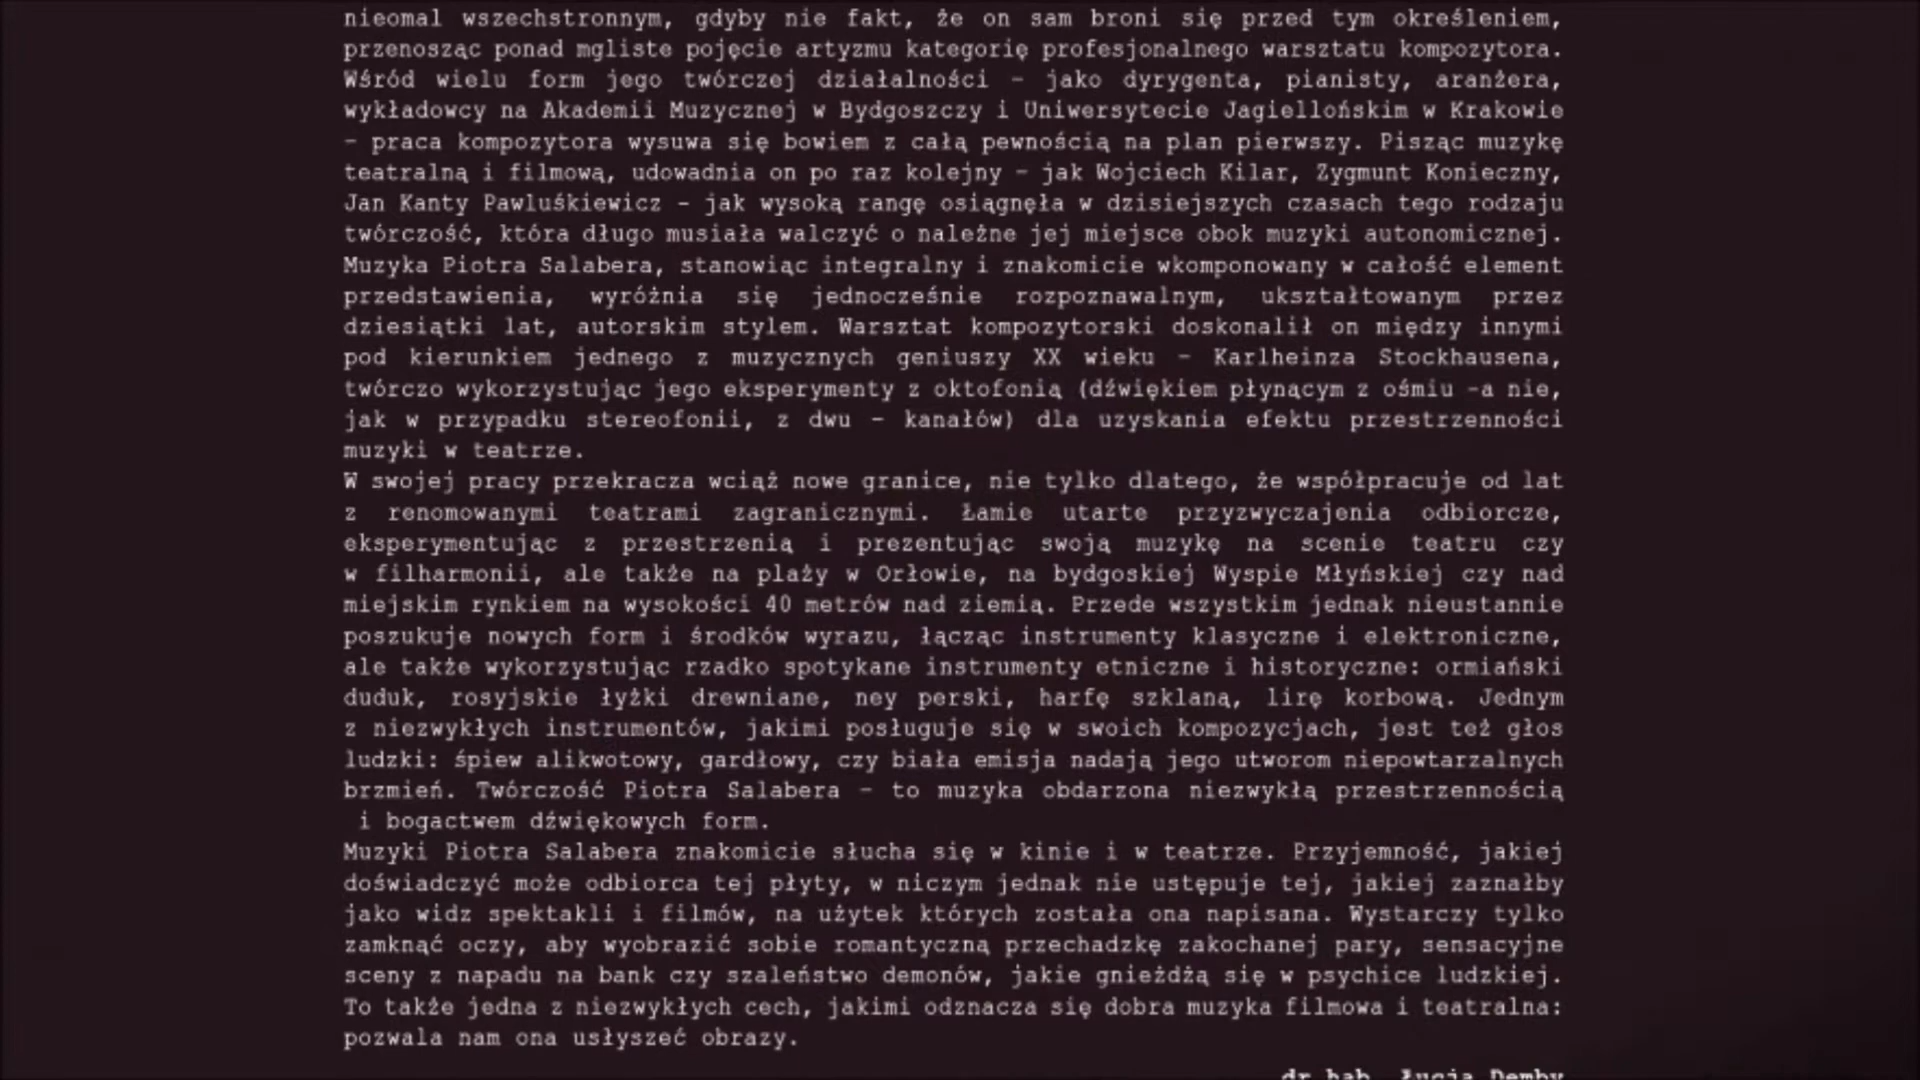 nieomal wszechstronnym, gdyby nie fakt, że on sam broni się przed tym określeniem,
przenosząc ponad mgliste pojęcie artyzmu kategorię profesjonalnego warsztatu kompozytora.
Wśród wielu form jego twórczej działalności - jako dyrygenta, pianisty, aranżera,
wykładowcy na Akademii Muzycznej w Bydgoszczy i Uniwersytecie Jagiellońskim w Krakowie
- praca kompozytora wysuwa się bowiem z całą pewnością na plan pierwszy. Pisząc muzykę
teatralną i filmową, udowadnia on po raz kolejny - jak Wojciech Kilar, Zygmunt Konieczny,
Jan Kanty Pawluśkiewicz - jak wysoką rangę osiągnęła w dzisiejszych czasach tego rodzaju
twórczość, która długo musiała walczyć o należne jej miejsce obok muzyki autonomicznej.
Muzyka Piotra Salabera, stanowiąc integralny i znakomicie wkomponowany w całość element
przedstawienia, wyróżnia się jednocześnie rozpoznawalnym, ukształtowanym przez
dziesiątki lat, autorskim stylem. Warsztat kompozytorski doskonalił on między innymi
pod kierunkiem jednego z muzycznych geniuszy XX wieku - Karlheinza Stockhausena,
twórczo wykorzystując jego eksperymenty z oktofonią (dźwiękiem płynącym z ośmiu -a nie,
jak w przypadku stereofonii, z dwu - kanałów) dla uzyskania efektu przestrzenności
muzyki w teatrze.
W swojej pracy przekracza wciąż nowe granice, nie tylko dlatego, że współpracuje od lat
z renomowanymi teatrami zagranicznymi. Łamie utarte przyzwyczajenia odbiorcze,
eksperymentując z przestrzenią i prezentując swoją muzykę na scenie teatru czy
w filharmonii, ale także na plaży w Orłowie, na bydgoskiej Wyspie Młyńskiej czy nad
miejskim rynkiem na wysokości 40 metrów nad ziemią. Przede wszystkim jednak nieustannie
poszukuje nowych form i środków wyrazu, łącząc instrumenty klasyczne i elektroniczne,
ale także wykorzystując rzadko spotykane instrumenty etniczne i historyczne: ormiański
duduk, rosyjskie łyżki drewniane, ney perski, harfę szklaną, lirę korbową. Jednym
z niezwykłych instrumentów, jakimi posługuje się w swoich kompozycjach, jest też głos
ludzki: śpiew alikwotowy, gardłowy, czy biała emisja nadają jego utworom niepowtarzalnych
brzmień. Twórczość Piotra Salabera - to muzyka obdarzona niezwykłą przestrzennością
i bogactwem dźwiękowych form.
Muzyki Piotra Salabera znakomicie słucha się w kinie i w teatrze. Przyjemność, jakiej
doświadczyć może odbiorca tej płyty, w niczym jednak nie ustępuje tej, jakiej zaznałby
jako widz spektakli i filmów, na użytek których została ona napisana. Wystarczy tylko
zamknąć oczy, aby wyobrazić sobie romantyczną przechadzkę zakochanej pary, sensacyjne
sceny z napadu na bank czy szaleństwo demonów, jakie gnieżdżą się w psychice ludzkiej.
To także jedna z niezwykłych cech, jakimi odznacza się dobra muzyka filmowa i teatralna:
pozwala nam ona usłyszeć obrazy.
dr hab. Łucja Demby